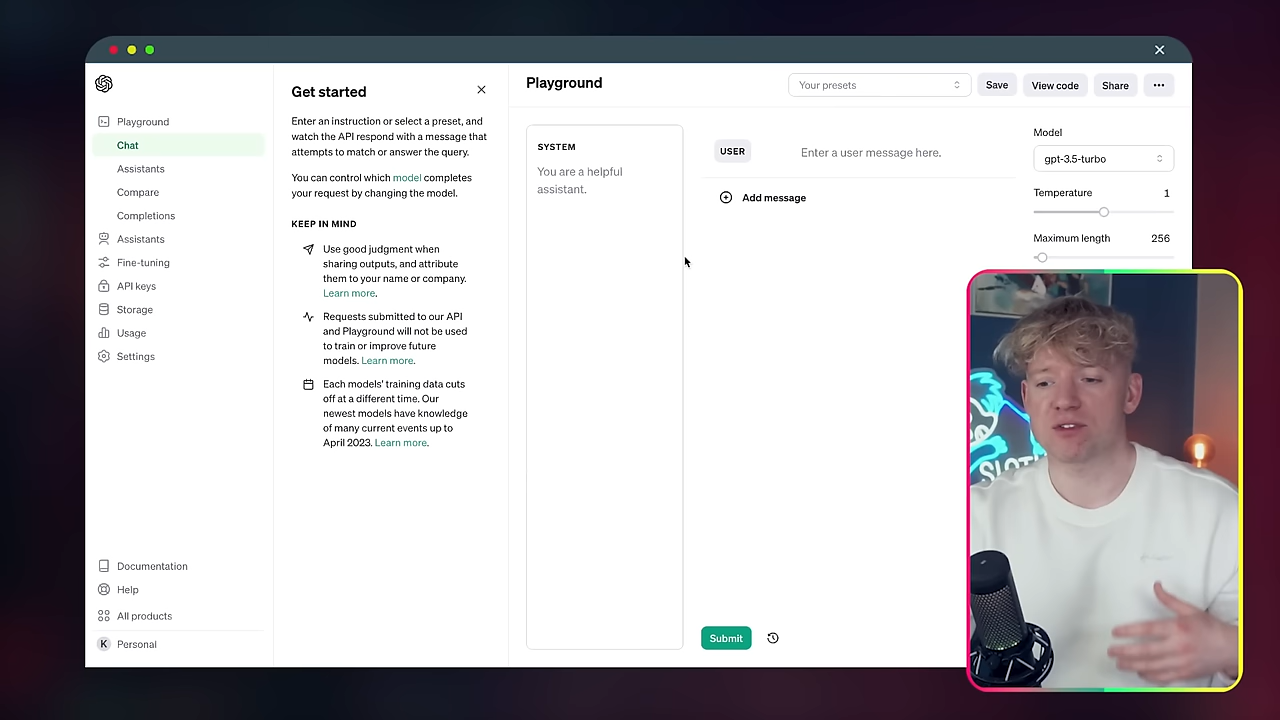 Playground
Chat
Assistants
Compare
Completions
Assistants
Fine-tuning
API keys
Storage
Usage
Settings
Documentation
Help
All products
K Personal
Get started
Enter an instruction or select a preset, and
watch the API respond with a message that
attempts to match or answer the query.
You can control which model completes
your request by changing the model.
KEEP IN MIND
Use good judgment when
sharing outputs, and attribute
them to your name or company.
Learn more.
Requests submitted to our API
and Playground will not be used
to train or improve future
models. Learn more.
Each models' training data cuts
off at a different time. Our
newest models have knowledge
of many current events up to
April 2023. Learn more.
Playground
Your presets
Save
View code
Share
SYSTEM
You are a helpful
assistant.
USER
Enter a user message here.
Add message
Submit
Model
gpt-3.5-turbo
Temperature 1
Maximum length 256